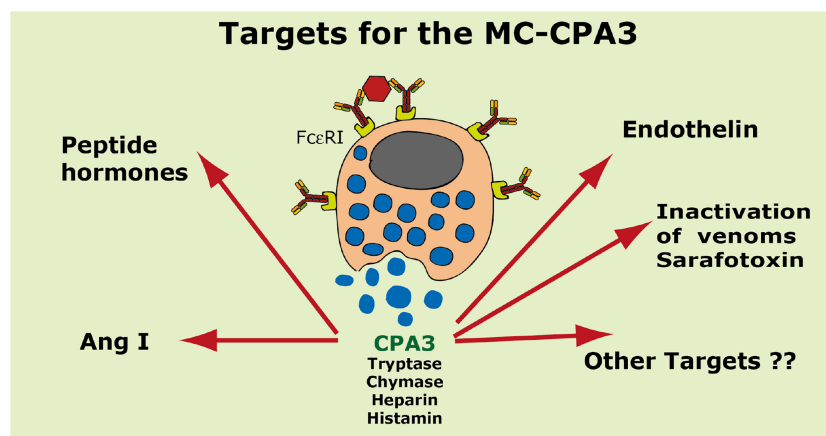 Targets for the MC-CPA3
FcεRI
Peptide
hormones
Endothelin
Inactivation
of venoms
Sarafotoxin
Ang I
CPA3
Tryptase
Chymase
Heparin
Histamin
Other Targets ??